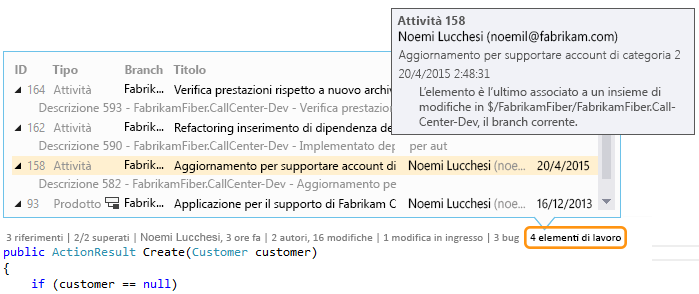 Attività 158
Noemi Lucchesi (noemil@fabrikam.com)
Aggiornamento per supportare account di categoria 2
20/4/2015 2:48:31
L'elemento è l'ultimo associato a un insieme di
modifiche in $/FabrikamFiber/FabrikamFiber.Call-
Center-Dev, il branch corrente.
ID Tipo Branch Titolo
164 Attività Fabrik... Verifica prestazioni rispetto a nuovo archiv
Descrizione 593 - FabrikamFiber.CallCenter-Dev - Verifica prestazion
162 Attività Fabrik... Refactoring inserimento di dipendenza de
Descrizione 590 - FabrikamFiber.CallCenter-Dev - Implementato dep per aut
158 Attività Fabrik... Aggiornamento per supportare account di Noemi Lucchesi (noe... 20/4/2015
Descrizione 582 - FabrikamFiber.CallCenter-Dev - Aggiornamento pe
93 Prodotto Fabrik... Applicazione per il supporto di Fabrikam C Noemi Lucchesi (noe... 16/12/2013
3 riferimenti | 2/2 superati | Noemi Lucchesi, 3 ore fa | 2 autori, 16 modifiche | 1 modifica in ingresso | 3 bug | 4 elementi di lavoro
public ActionResult Create(Customer customer)
{
if (customer == null)